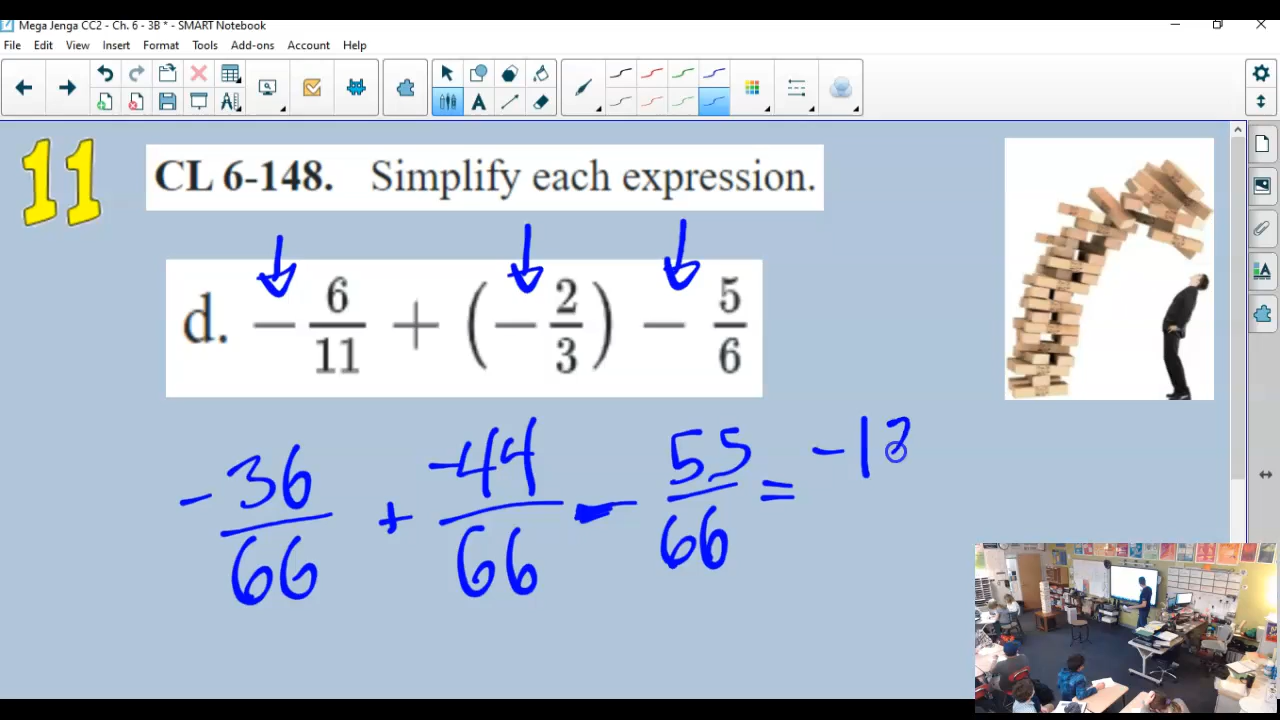 Mega Jenga CC2 - Ch. 6 - 3B * - SMART Notebook
File Edit View Insert Format Tools Add-ons Account Help
11
CL 6-148. Simplify each expression.
d. − 6/11 + (− 2/3) − 5/6
- 36/66 + -44/66 - 55/66 = -13